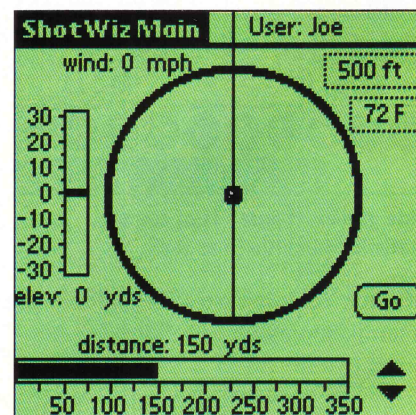 ShotWiz Main
User: Joe
wind: 0 mph
500 ft
72 F
30
20
10
0
-10
-20
-30
elev: 0 yds
Go
distance: 150 yds
50 100 150 200 250 300 350